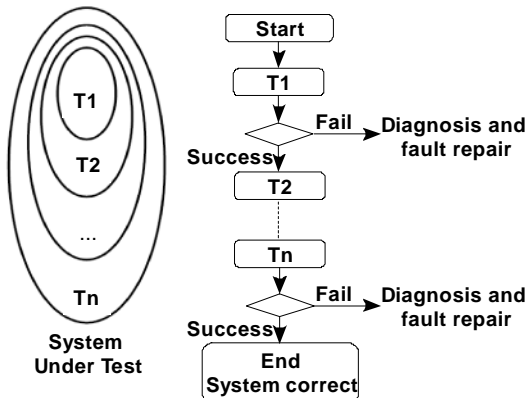 T1
T2
...
Tn
System
Under Test
Start
T1
Fail
Diagnosis and
fault repair
Success
T2
Tn
Fail
Diagnosis and
fault repair
Success
End
System correct